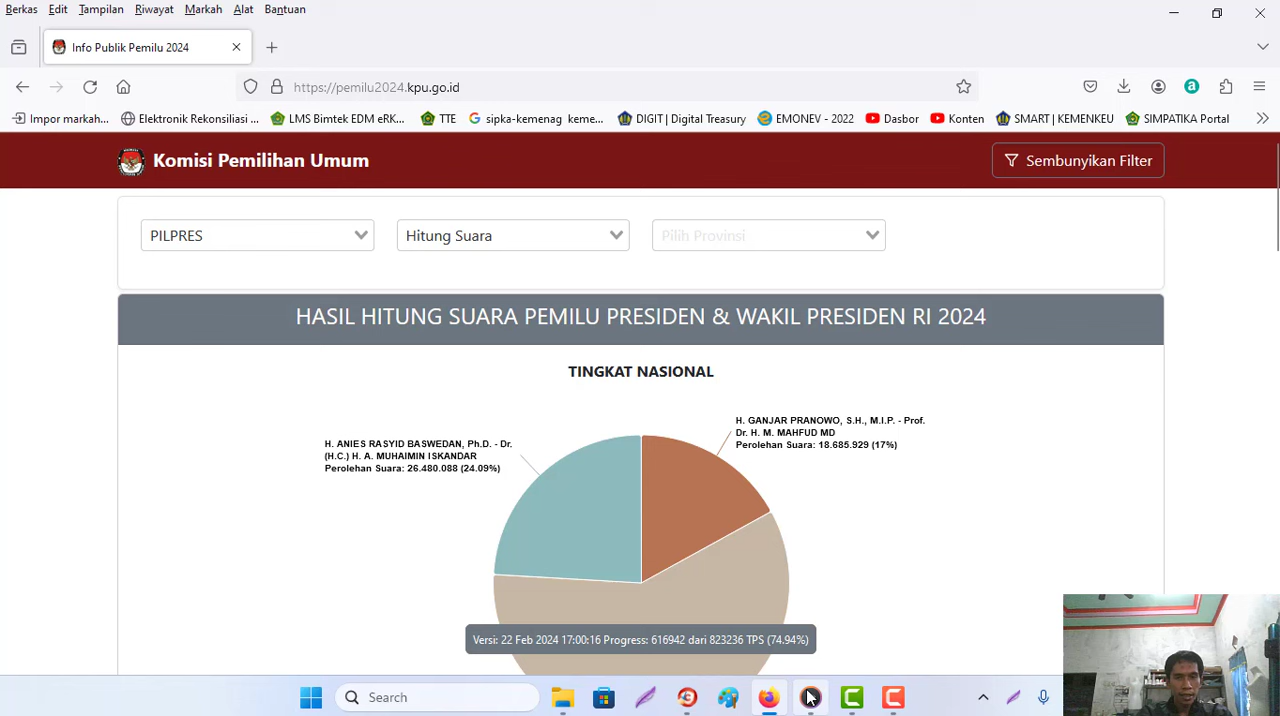 Berkas Edit Tampilan Riwayat Markah Alat Bantuan
Info Publik Pemilu 2024
https://pemilu2024.kpu.go.id
Impor markah... Elektronik Rekonsiliasi ... LMS Bimtek EDM eRK... TTE sipka-kemenag keme... DIGIT | Digital Treasury EMONEV - 2022 Dasbor Konten SMART | KEMENKEU SIMPATIKA Portal
Komisi Pemilihan Umum
Sembunyikan Filter
PILPRES
Hitung Suara
Pilih Provinsi
HASIL HITUNG SUARA PEMILU PRESIDEN & WAKIL PRESIDEN RI 2024
TINGKAT NASIONAL
H. GANJAR PRANOWO, S.H., M.I.P. - Prof.
Dr. H. M. MAHFUD MD
Perolehan Suara: 18.685.929 (17%)
H. ANIES RASYID BASWEDAN, Ph.D. - Dr.
(H.C.) H. A. MUHAIMIN ISKANDAR
Perolehan Suara: 26.480.088 (24.09%)
Versi: 22 Feb 2024 17:00:16 Progress: 616942 dari 823236 TPS (74.94%)
Search